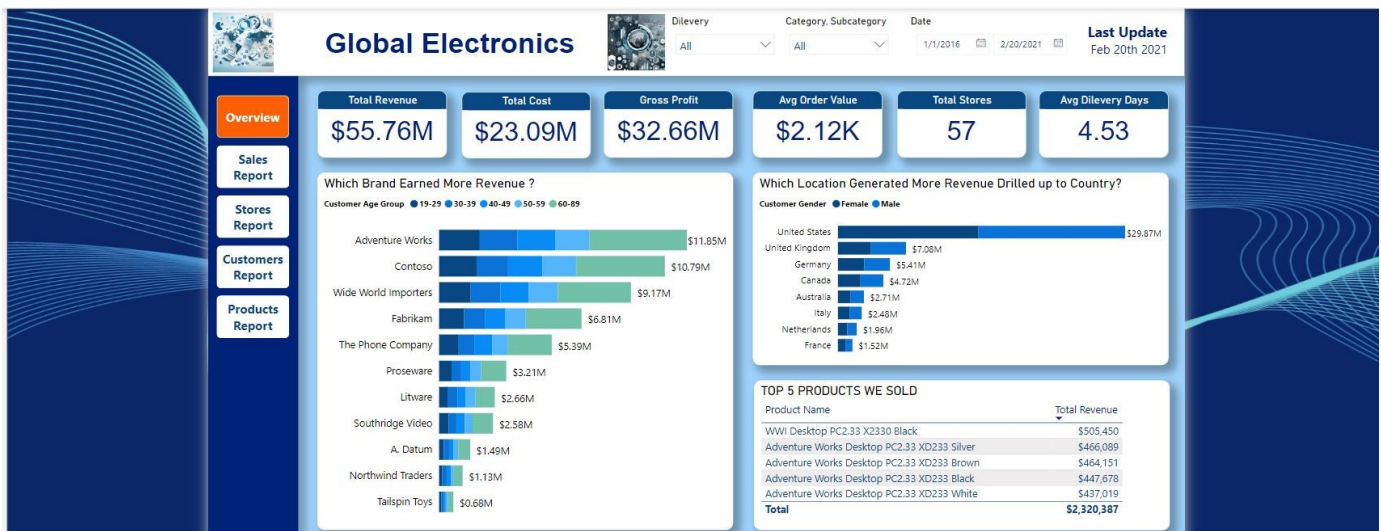 Global Electronics
Dilevery
All
Category, Subcategory
All
Date
1/1/2016
2/20/2021
Last Update
Feb 20th 2021
Overview
Sales
Report
Stores
Report
Customers
Report
Products
Report
Total Revenue
$55.76M
Total Cost
$23.09M
Gross Profit
$32.66M
Avg Order Value
$2.12K
Total Stores
57
Avg Dilevery Days
4.53
Which Brand Earned More Revenue ?
Customer Age Group 19-29 30-39 40-49 50-59 60-89
Adventure Works $11.85M
Contoso $10.79M
Wide World Importers $9.17M
Fabrikam $6.81M
The Phone Company $5.39M
Proseware $3.21M
Litware $2.66M
Southridge Video $2.58M
A. Datum $1.49M
Northwind Traders $1.13M
Tailspin Toys $0.68M
Which Location Generated More Revenue Drilled up to Country?
Customer Gender Female Male
United States $29.87M
United Kingdom $7.08M
Germany $5.41M
Canada $4.72M
Australia $2.71M
Italy $2.48M
Netherlands $1.96M
France $1.52M
TOP 5 PRODUCTS WE SOLD
Product Name Total Revenue
WWI Desktop PC2.33 X2330 Black $505,450
Adventure Works Desktop PC2.33 XD233 Silver $466,089
Adventure Works Desktop PC2.33 XD233 Brown $464,151
Adventure Works Desktop PC2.33 XD233 Black $447,678
Adventure Works Desktop PC2.33 XD233 White $437,019
Total $2,320,387